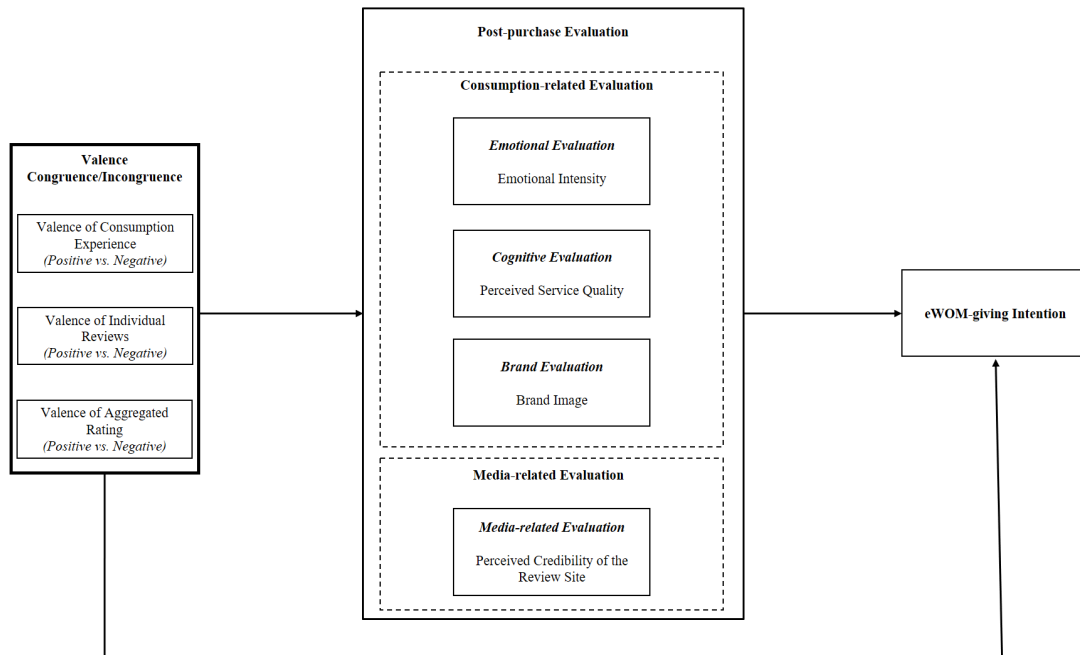 Valence
Congruence/Incongruence
Valence of Consumption
Experience
(Positive vs. Negative)
Valence of Individual
Reviews
(Positive vs. Negative)
Valence of Aggregated
Rating
(Positive vs. Negative)
Post-purchase Evaluation
Consumption-related Evaluation
Emotional Evaluation
Emotional Intensity
Cognitive Evaluation
Perceived Service Quality
Brand Evaluation
Brand Image
Media-related Evaluation
Media-related Evaluation
Perceived Credibility of the
Review Site
eWOM-giving Intention